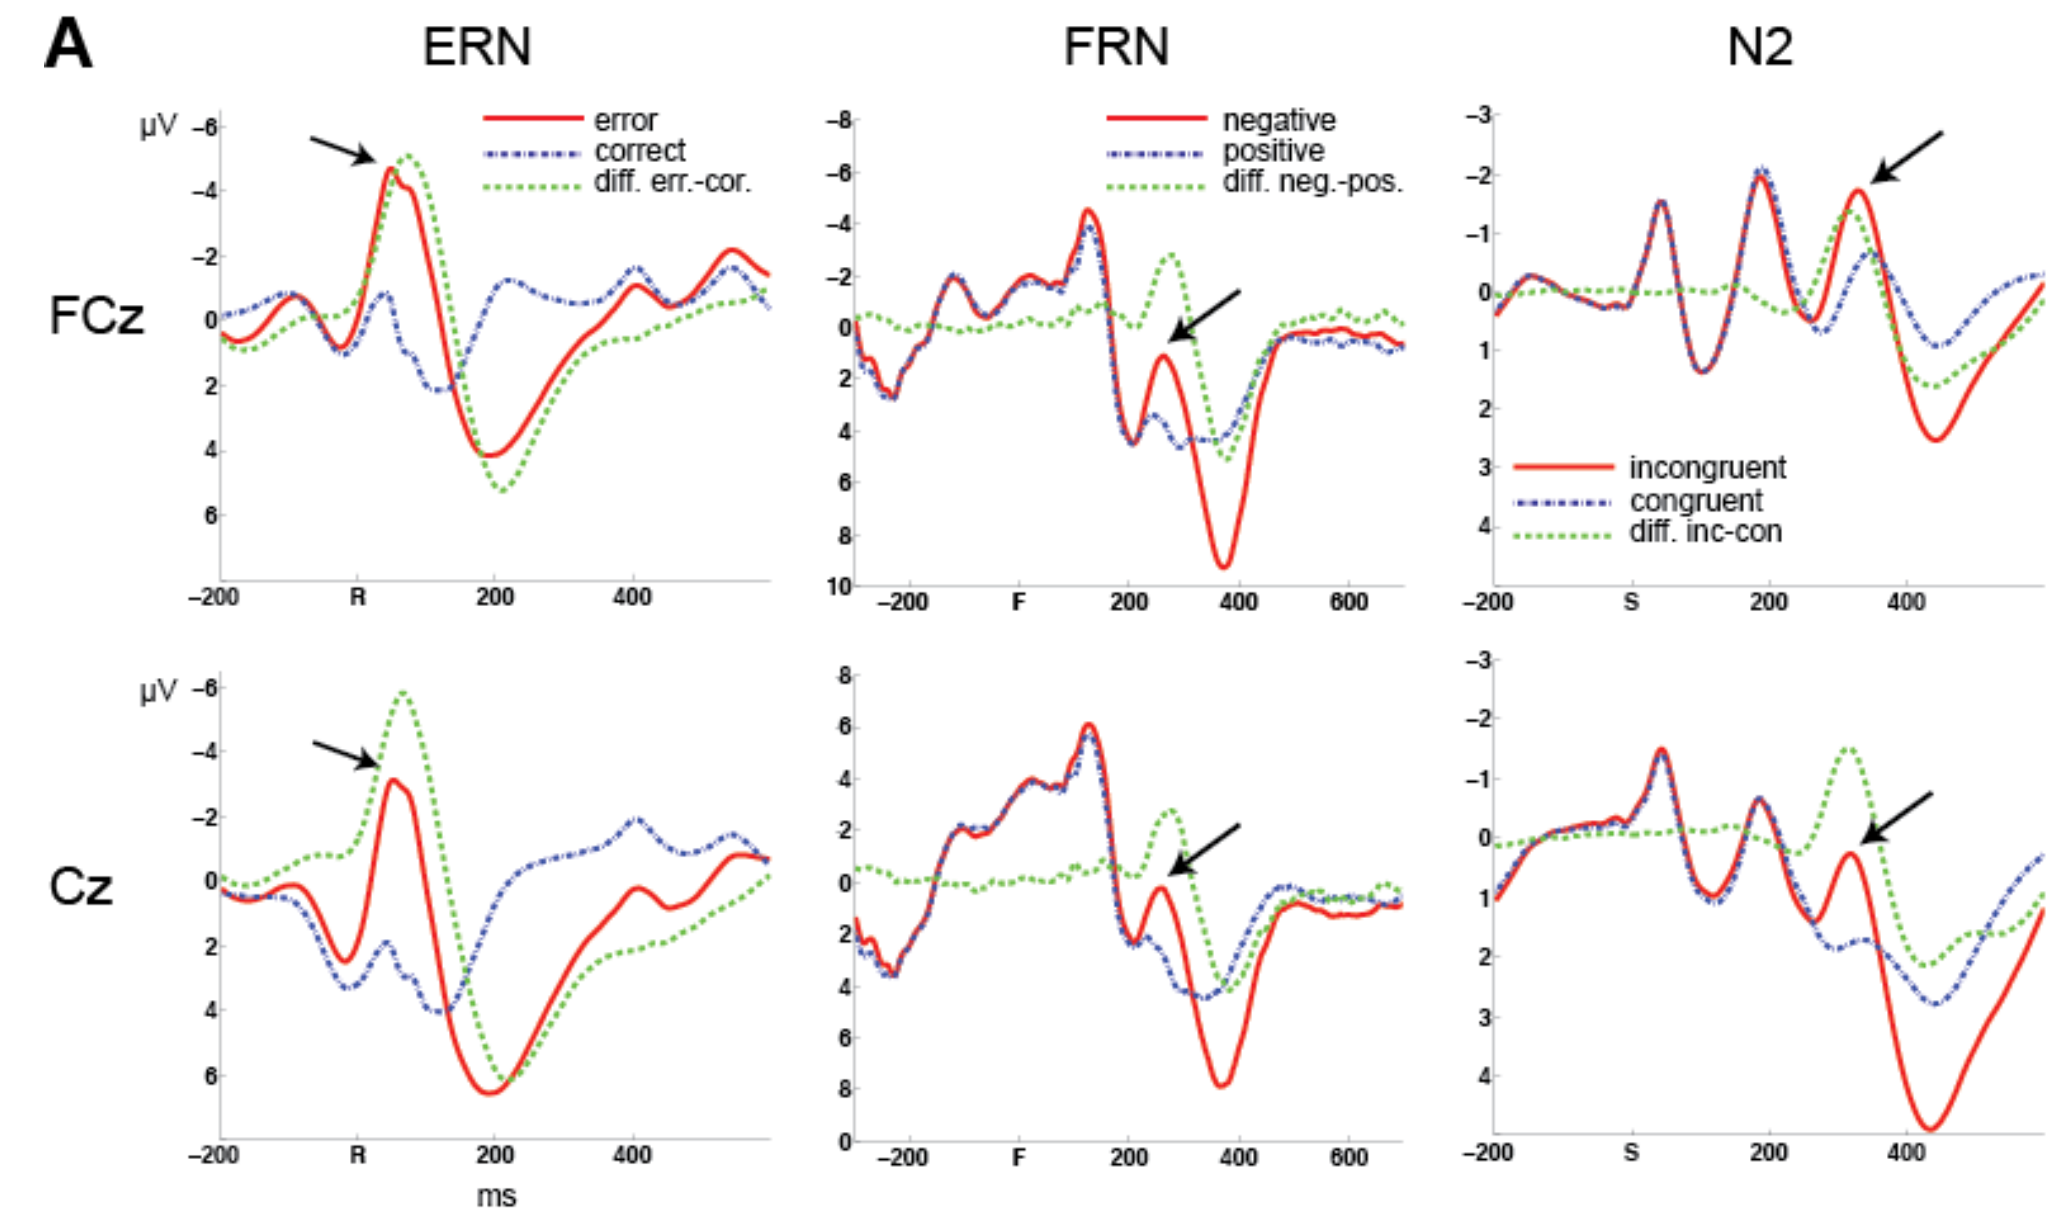 A
ERN FRN N2
FCz
µV
–6
–4
–2
0
2
4
6
–200 R 200 400
error
correct
diff. err.-cor.
–8
–6
–4
–2
0
2
4
6
8
10
–200 F 200 400 600
negative
positive
diff. neg.-pos.
–3
–2
–1
0
1
2
3
4
–200 S 200 400
incongruent
congruent
diff. inc-con
Cz
µV
–6
–4
–2
0
2
4
6
–200 R 200 400
ms
8
6
4
2
0
2
4
6
8
0
–200 F 200 400 600
–3
–2
–1
0
1
2
3
4
–200 S 200 400